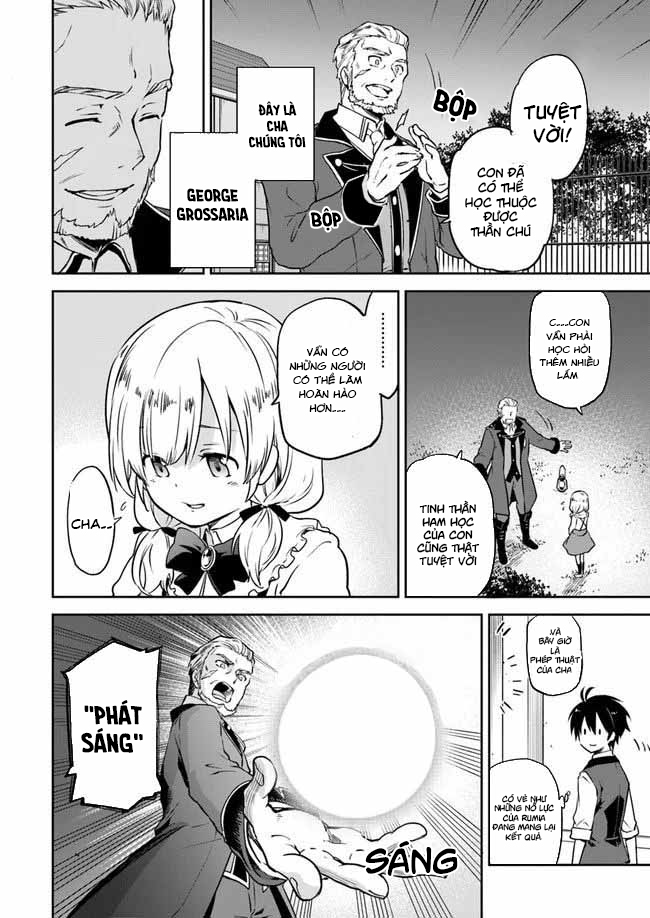 TUYỆT
VỜI!
BỘP
CON ĐÃ
CÓ THỂ
HỌC THUỘC
ĐƯỢC
THẦN CHÚ
BỘP
ĐÂY LÀ
CHA
CHÚNG TÔI
GEORGE
GROSSARIA
C...CON
VẪN PHẢI
HỌC HỎI
THÊM NHIỀU
LẮM
TINH THẦN
HAM HỌC
CỦA CON
CŨNG THẬT
TUYỆT VỜI
.........
VẪN CÓ
NHỮNG NGƯỜI
CÓ THỂ LÀM
HOÀN HẢO
HƠN...
CHA..
VÀ
BÂY GIỜ
LÀ
PHÉP THUẬT
CỦA CHA
CÓ VẺ NHƯ
NHỮNG NỖ LỰC
CỦA RUMIA
ĐANG MANG LẠI
KẾT QUẢ
"PHÁT
SÁNG"
SÁNG